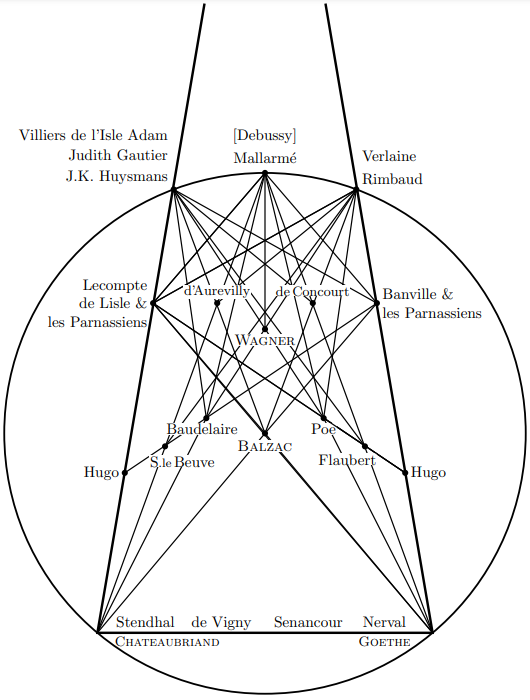 Villiers de l'Isle Adam
[Debussy]
Judith Gautier
Mallarmé
Verlaine
J.K. Huysmans
Rimbaud
Lecompte
de Lisle &
les Parnassiens
d'Aurevilly
de Concourt
Banville &
les Parnassiens
WAGNER
Baudelaire
Poe
BALZAC
S.te Beuve
Flaubert
Hugo
Hugo
Stendhal de Vigny Senancour Nerval
CHATEAUBRIAND
GOETHE